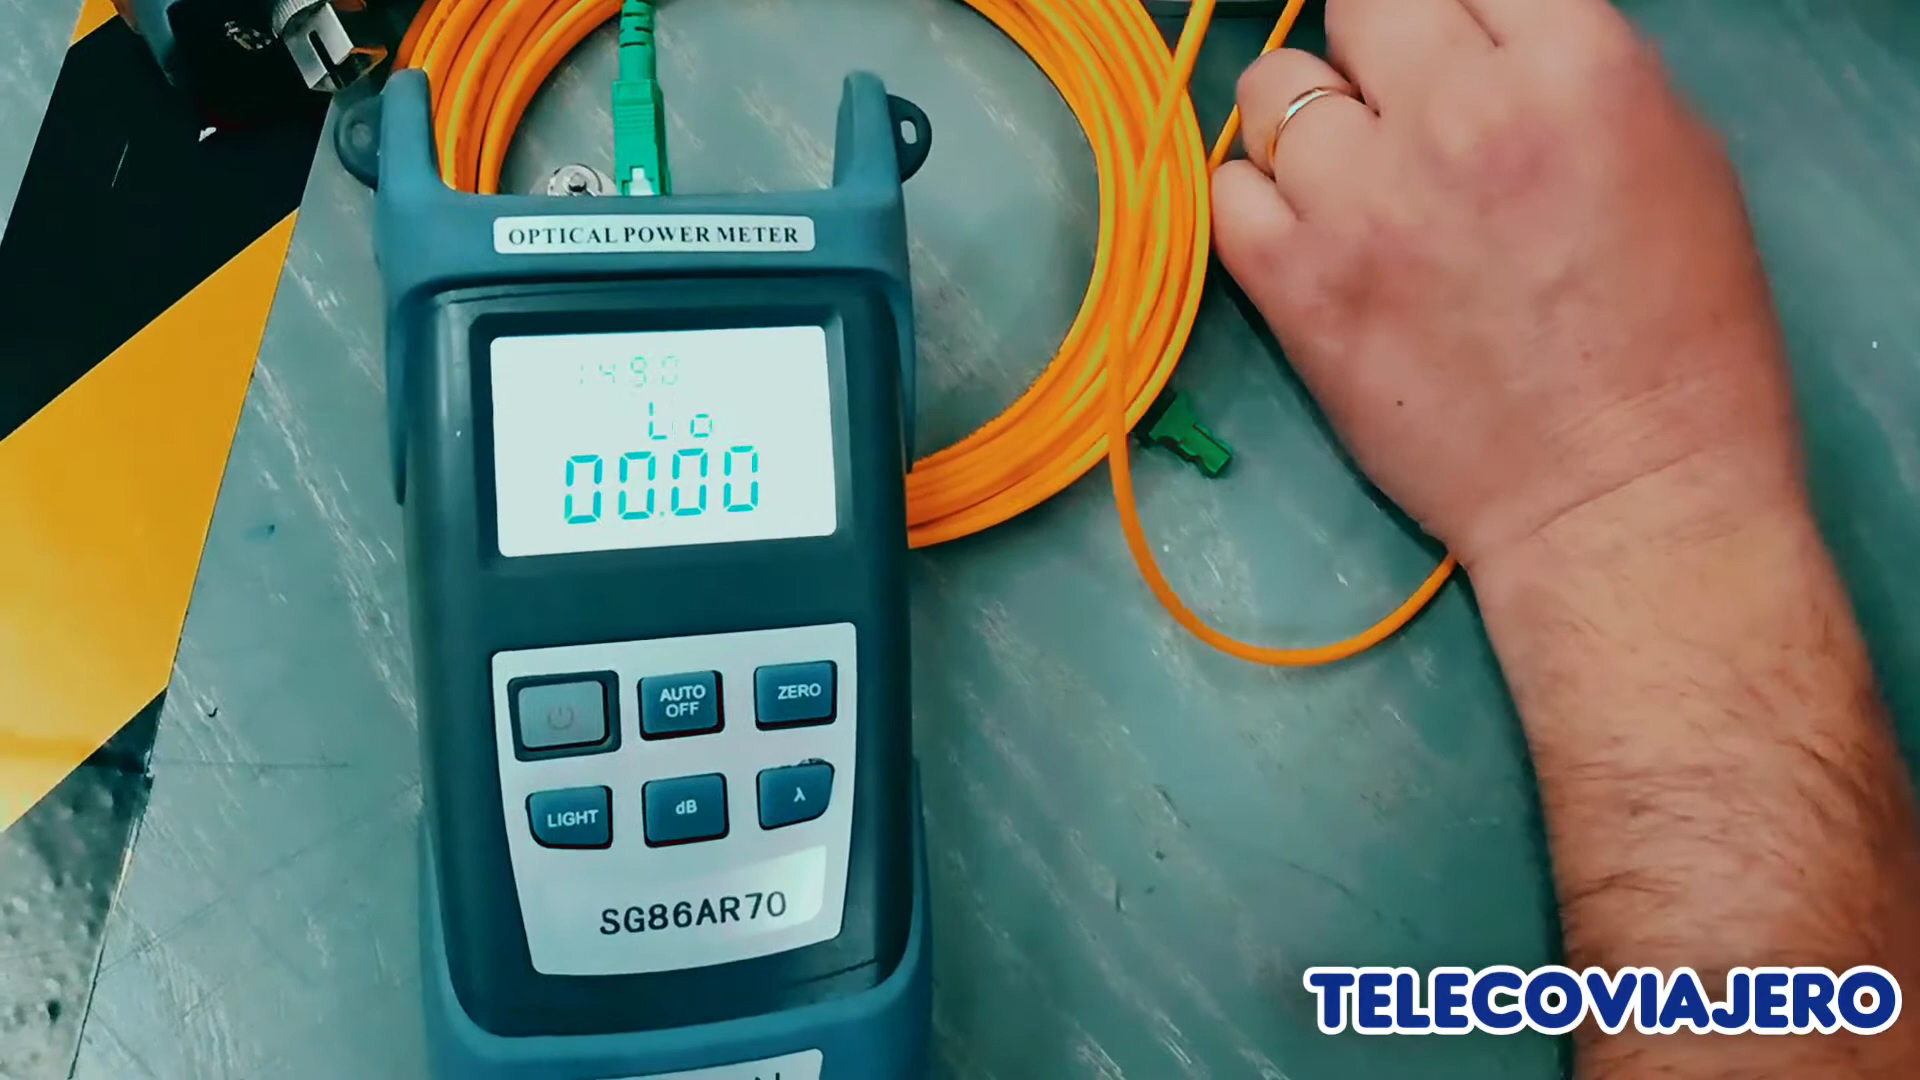 OPTICAL POWER METER
1490
Lo
00.00
AUTO OFF
ZERO
LIGHT
dB
λ
SG86AR70
TELECOVIAJERO